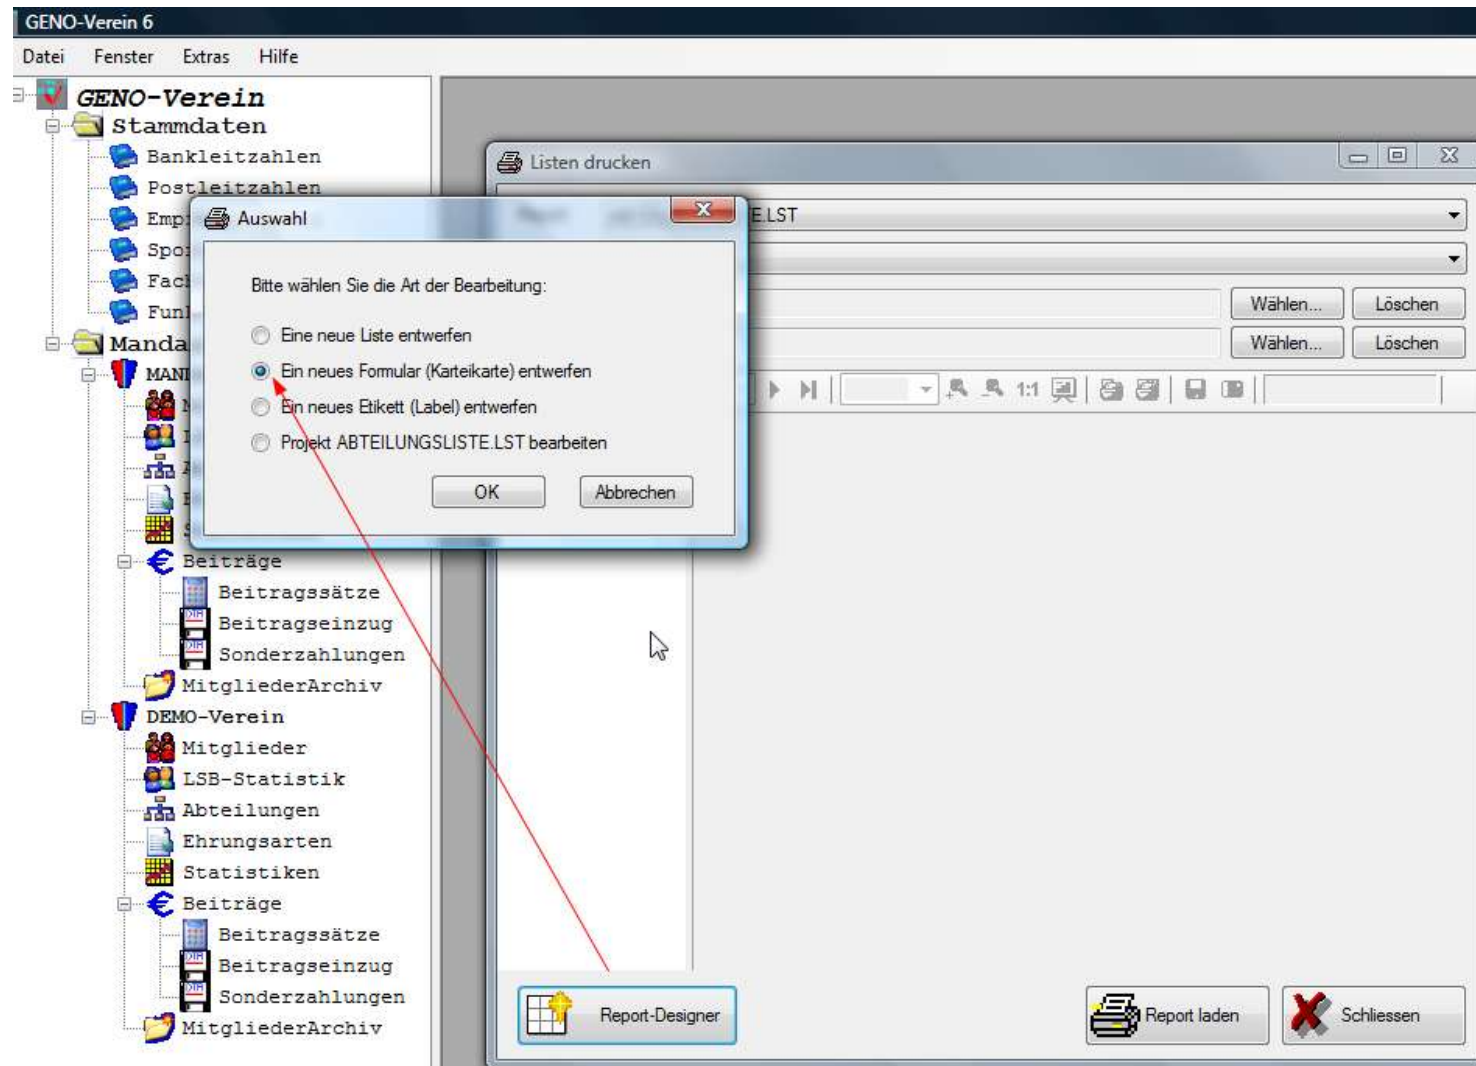 GENO-Verein 6
Datei Fenster Extras Hilfe
GENO-Verein
Stammdaten
Bankleitzahlen
Postleitzahlen
Listen drucken
Auswahl
E.LST
Bitte wählen Sie die Art der Bearbeitung:
Eine neue Liste entwerfen
Ein neues Formular (Karteikarte) entwerfen
Ein neues Etikett (Label) entwerfen
Projekt ABTEILUNGSLISTE.LST bearbeiten
OK Abbrechen
Wählen... Löschen
Wählen... Löschen
1:1
Beiträge
Beitragssätze
Beitragseinzug
Sonderzahlungen
MitgliederArchiv
DEMO-Verein
Mitglieder
LSB-Statistik
Abteilungen
Ehrungsarten
Statistiken
Beiträge
Beitragssätze
Beitragseinzug
Sonderzahlungen
MitgliederArchiv
Report-Designer Report laden Schliessen